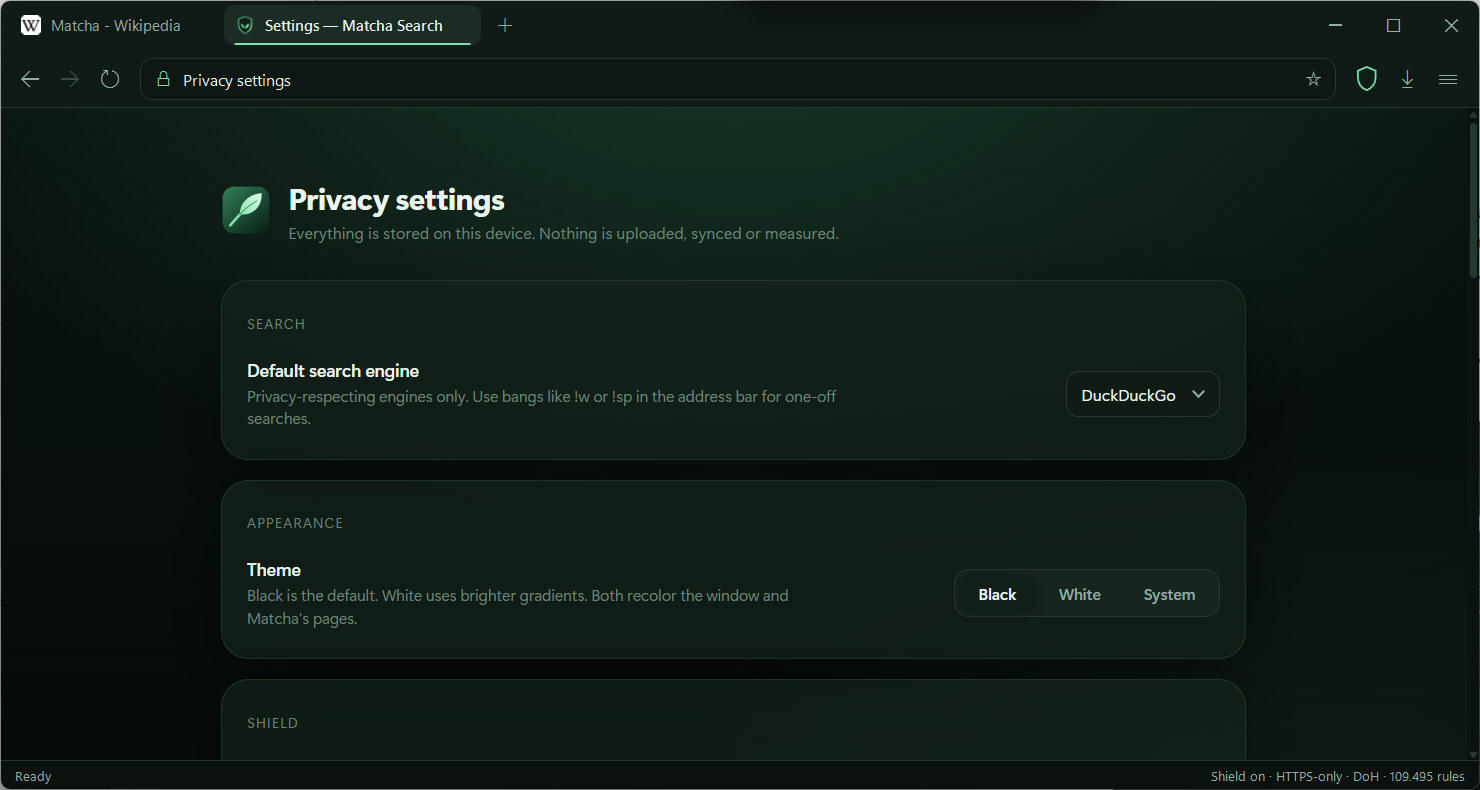 W Matcha - Wikipedia
Settings — Matcha Search
Privacy settings
Privacy settings
Everything is stored on this device. Nothing is uploaded, synced or measured.
SEARCH
Default search engine
Privacy-respecting engines only. Use bangs like !w or !sp in the address bar for one-off
searches.
DuckDuckGo
APPEARANCE
Theme
Black is the default. White uses brighter gradients. Both recolor the window and
Matcha's pages.
Black White System
SHIELD
Ready
Shield on · HTTPS-only · DoH · 109.495 rules